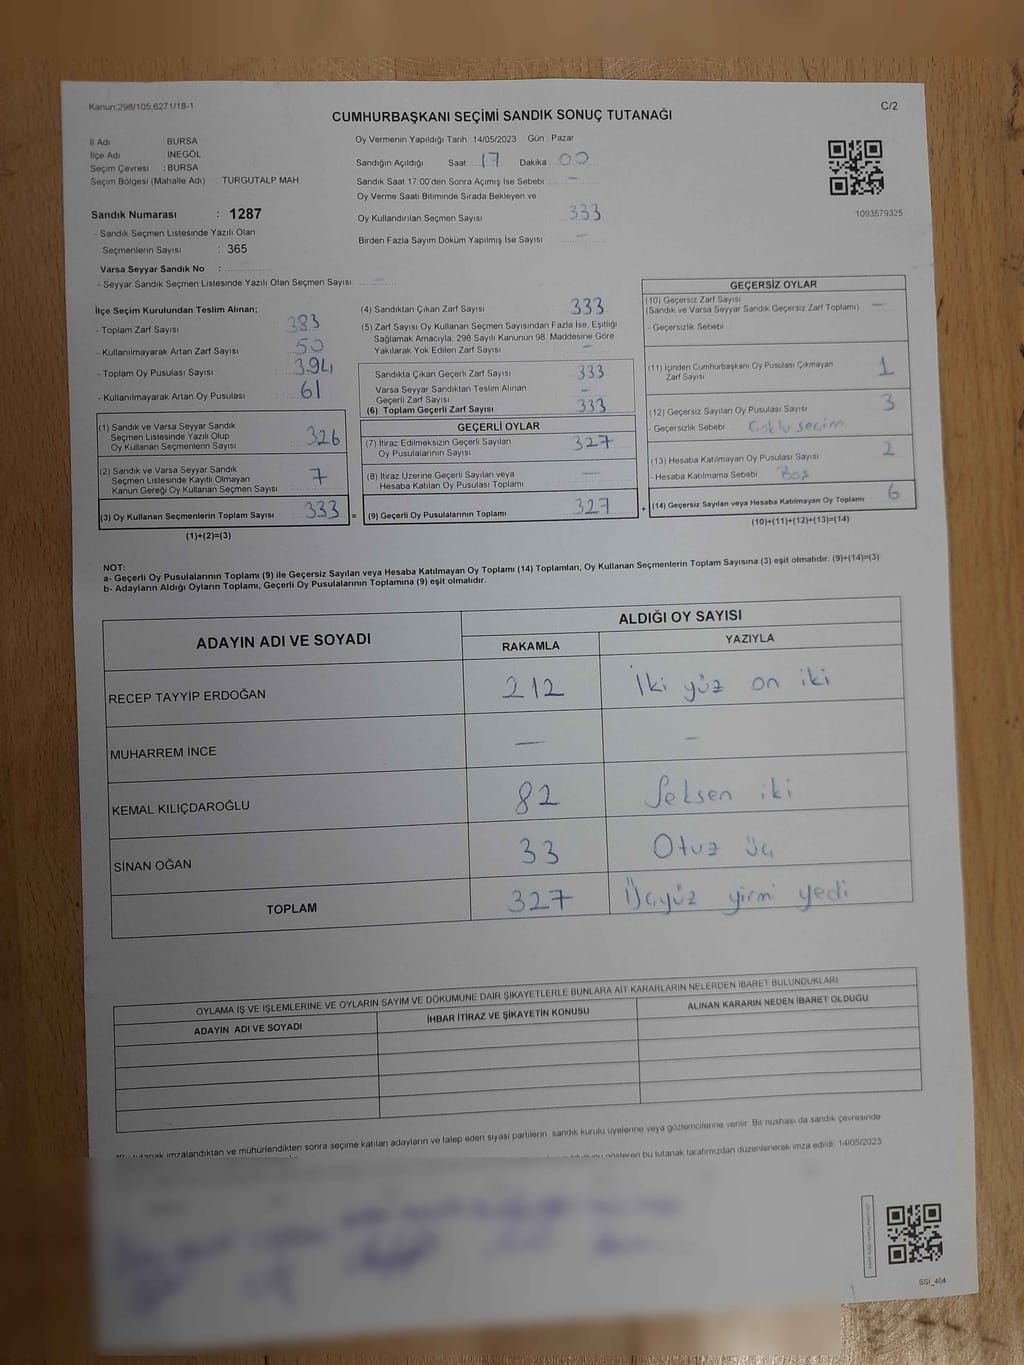 Kanun:298/105,6271/18-1
C/2
CUMHURBAŞKANI SEÇİMİ SANDIK SONUÇ TUTANAĞI
İl Adı BURSA
İlçe Adı İNEGÖL
Seçim Çevresi : BURSA
Seçim Bölgesi (Mahalle Adı) : TURGUTALP MAH.
Sandık Numarası : 1287
- Sandık Seçmen Listesinde Yazılı Olan
Seçmenlerin Sayısı : 365
Varsa Seyyar Sandık No :
- Seyyar Sandık Seçmen Listesinde Yazılı Olan Seçmen Sayısı: —
Oy Vermenin Yapıldığı Tarih : 14/05/2023 Gün : Pazar
Sandığın Açıldığı Saat : 17 Dakika : 00
Sandık Saat 17:00'den Sonra Açımış İse Sebebi : —
Oy Verme Saati Bitiminde Sırada Bekleyen ve
Oy Kullandırılan Seçmen Sayısı 333
Birden Fazla Sayım Döküm Yapılmış İse Sayısı : —
1093579325
İlçe Seçim Kurulundan Teslim Alınan;
- Toplam Zarf Sayısı 383
- Kullanılmayarak Artan Zarf Sayısı 50
- Toplam Oy Pusulası Sayısı 394
- Kullanılmayarak Artan Oy Pusulası 61
(1) Sandık ve Varsa Seyyar Sandık
Seçmen Listesinde Yazılı Olup
Oy Kullanan Seçmenlerin Sayısı 326
(2) Sandık ve Varsa Seyyar Sandık
Seçmen Listesinde Kayıtlı Olmayan
Kanun Gereği Oy Kullanan Seçmen Sayısı 7
(3) Oy Kullanan Seçmenlerin Toplam Sayısı 333 =
(1)+(2)=(3)
(4) Sandıktan Çıkan Zarf Sayısı 333
(5) Zarf Sayısı Oy Kullanan Seçmen Sayısından Fazla İse, Eşitliği
Sağlamak Amacıyla; 298 Sayılı Kanunun 98. Maddesine Göre
Yakılarak Yok Edilen Zarf Sayısı —
Sandıkta Çıkan Geçerli Zarf Sayısı 333
Varsa Seyyar Sandıktan Teslim Alınan
Geçerli Zarf Sayısı —
(6) Toplam Geçerli Zarf Sayısı 333
GEÇERLİ OYLAR
(7) İtiraz Edilmeksizin Geçerli Sayılan
Oy Pusulalarının Sayısı 327
(8) İtiraz Üzerine Geçerli Sayılan veya
Hesaba Katılan Oy Pusulası Toplamı —
(9) Geçerli Oy Pusulalarının Toplamı 327 +
GEÇERSİZ OYLAR
(10) Geçersiz Zarf Sayısı
(Sandık ve Varsa Seyyar Sandık Geçersiz Zarf Toplamı) —
- Geçersizlik Sebebi
(11) İçinden Cumhurbaşkanı Oy Pusulası Çıkmayan
Zarf Sayısı 1
(12) Geçersiz Sayılan Oy Pusulası Sayısı 3
- Geçersizlik Sebebi Çoklu seçim
(13) Hesaba Katılmayan Oy Pusulası Sayısı 2
- Hesaba Katılmama Sebebi Boş
(14) Geçersiz Sayılan veya Hesaba Katılmayan Oy Toplamı 6
(10)+(11)+(12)+(13)=(14)
NOT:
a- Geçerli Oy Pusulalarının Toplamı (9) ile Geçersiz Sayılan veya Hesaba Katılmayan Oy Toplamı (14) Toplamları, Oy Kullanan Seçmenlerin Toplam Sayısına (3) eşit olmalıdır. (9)+(14)=(3)
b- Adayların Aldığı Oyların Toplamı, Geçerli Oy Pusulalarının Toplamına (9) eşit olmalıdır.
ADAYIN ADI VE SOYADI
ALDIĞI OY SAYISI
RAKAMLA YAZIYLA
RECEP TAYYİP ERDOĞAN 212 İki yüz on iki
MUHARREM İNCE — —
KEMAL KILIÇDAROĞLU 82 Seksen iki
SİNAN OĞAN 33 Otuz üç
TOPLAM 327 Üçyüz yirmi yedi
OYLAMA İŞ VE İŞLEMLERİNE VE OYLARIN SAYIM VE DÖKÜMÜNE DAİR ŞİKAYETLERLE BUNLARA AİT KARARLARIN NELERDEN İBARET BULUNDUKLARI
ADAYIN ADI VE SOYADI İHBAR İTİRAZ VE ŞİKAYETİN KONUSU ALINAN KARARIN NEDEN İBARET OLDUĞU
tutanak imzalandıktan ve mühürlendikten sonra seçime katılan adayların ve talep eden siyasi partilerin sandık kurulu üyelerine veya gözlemcilerine verilir. Bir nushası da sandık çevresinde
gösteren bu tutanak tarafımızdan düzenlenerek imza edildi. 14/05/2023
SSI_404